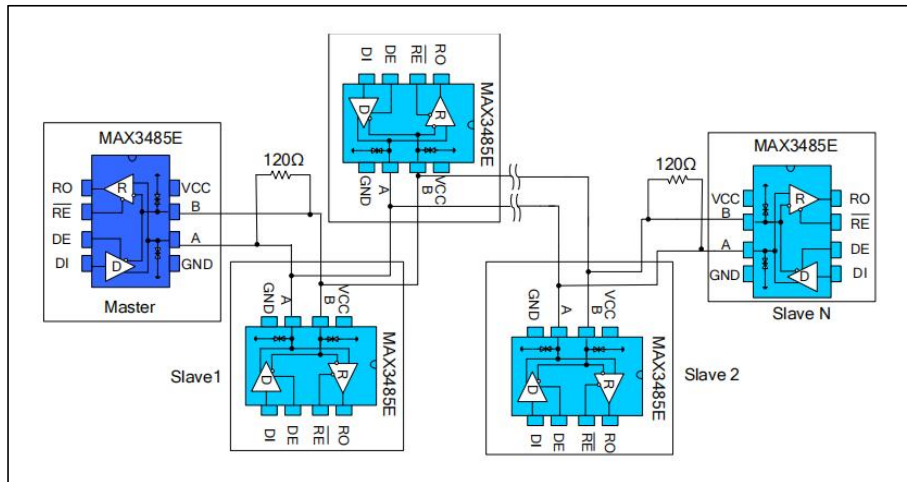 DI DE RE RO
MAX3485E
GND A B VCC
MAX3485E
RO
RE
DE
DI
VCC
B
A
GND
Master
120Ω
GND A B VCC
MAX3485E
DI DE RE RO
Slave1
GND A B VCC
MAX3485E
DI DE RE RO
Slave 2
120Ω
MAX3485E
VCC
B
A
GND
RO
RE
DE
DI
Slave N
D R
R
D
D R
D R
R
D